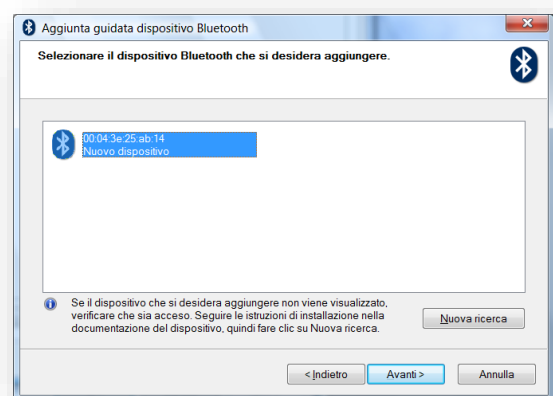 Aggiunta guidata dispositivo Bluetooth
Selezionare il dispositivo Bluetooth che si desidera aggiungere.
00:04:3e:25:ab:14
Nuovo dispositivo
Se il dispositivo che si desidera aggiungere non viene visualizzato,
verificare che sia acceso. Seguire le istruzioni di installazione nella
documentazione del dispositivo, quindi fare clic su Nuova ricerca.
Nuova ricerca
< Indietro
Avanti >
Annulla